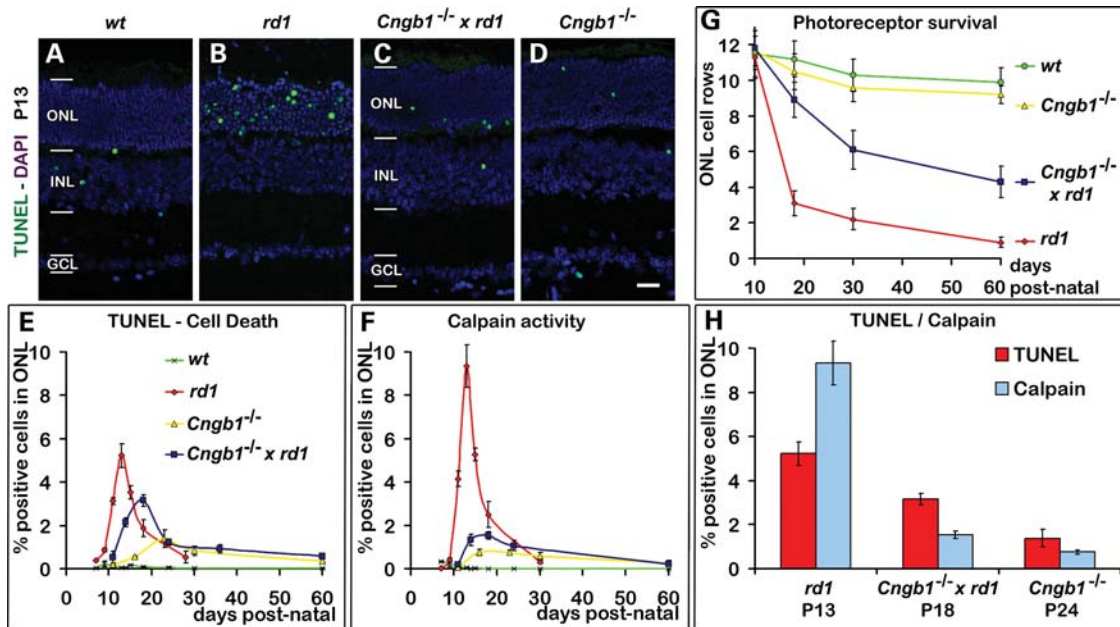 wt
rd1
Cngb1-/- x rd1
Cngb1-/-
TUNEL - DAPI P13
A
B
C
D
ONL
INL
GCL
ONL
INL
GCL
G
Photoreceptor survival
ONL cell rows
12
10
8
6
4
2
0
10 20 30 40 50 60
days
post-natal
wt
Cngb1-/-
Cngb1-/-
x rd1
rd1
E
TUNEL - Cell Death
% positive cells in ONL
10
8
6
4
2
0
wt
rd1
Cngb1-/-
Cngb1-/- x rd1
0 10 20 30 40 50 60
days post-natal
F
Calpain activity
% positive cells in ONL
10
8
6
4
2
0
0 10 20 30 40 50 60
days post-natal
H
TUNEL / Calpain
% positive cells in ONL
10
8
6
4
2
0
TUNEL
Calpain
rd1
P13
Cngb1-/- x rd1
P18
Cngb1-/-
P24